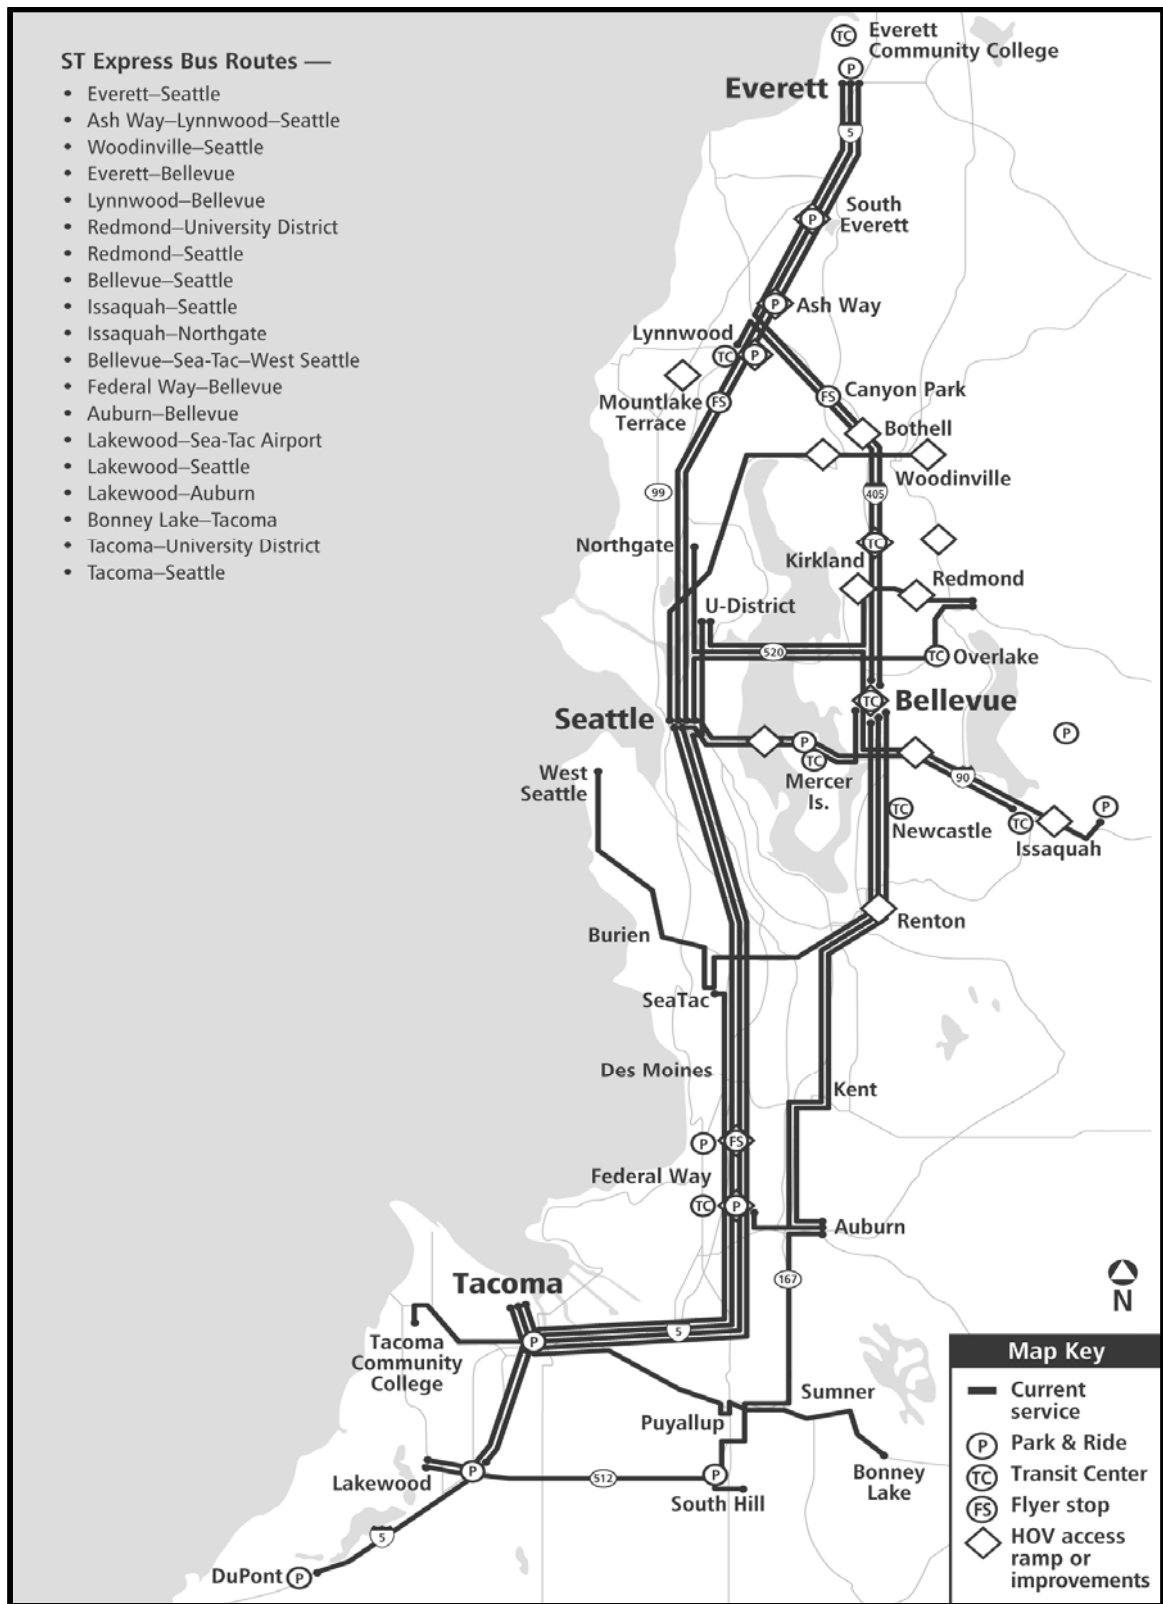 ST Express Bus Routes —
• Everett–Seattle
• Ash Way–Lynnwood–Seattle
• Woodinville–Seattle
• Everett–Bellevue
• Lynnwood–Bellevue
• Redmond–University District
• Redmond–Seattle
• Bellevue–Seattle
• Issaquah–Seattle
• Issaquah–Northgate
• Bellevue–Sea-Tac–West Seattle
• Federal Way–Bellevue
• Auburn–Bellevue
• Lakewood–Sea-Tac Airport
• Lakewood–Seattle
• Lakewood–Auburn
• Bonney Lake–Tacoma
• Tacoma–University District
• Tacoma–Seattle
TC
Everett
Community College
P
Everett
5
South
Everett
P
P
Ash Way
Lynnwood
TC
P
Mountlake
Terrace
FS
FS
Canyon Park
Bothell
Woodinville
99
405
Northgate
Kirkland
TC
Redmond
U-District
520
TC
Overlake
Seattle
TC
Bellevue
P
P
TC
Mercer
Is.
90
West
Seattle
TC
Newcastle
TC
P
Issaquah
Burien
Renton
SeaTac
Des Moines
Kent
P
FS
Federal Way
TC
P
Auburn
167
Tacoma
N
P
5
Tacoma
Community
College
Sumner
Puyallup
Lakewood
P
512
P
South Hill
Bonney
Lake
5
DuPont
P
Map Key
Current
service
P
Park & Ride
TC
Transit Center
FS
Flyer stop
HOV access
ramp or
improvements